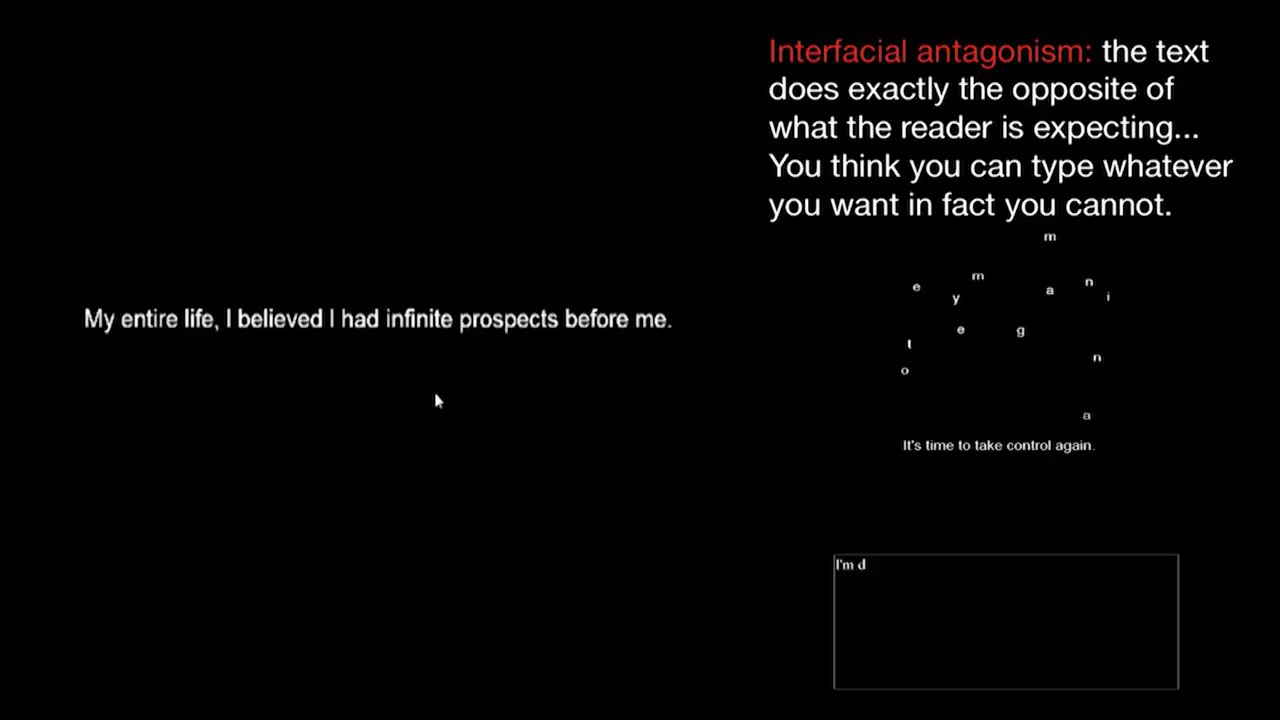 Interfacial antagonism: the text
does exactly the opposite of
what the reader is expecting...
You think you can type whatever
you want in fact you cannot.
My entire life, I believed I had infinite prospects before me.
m
m
n
e
a
i
y
e
g
t
n
o
a
It's time to take control again.
I'm d